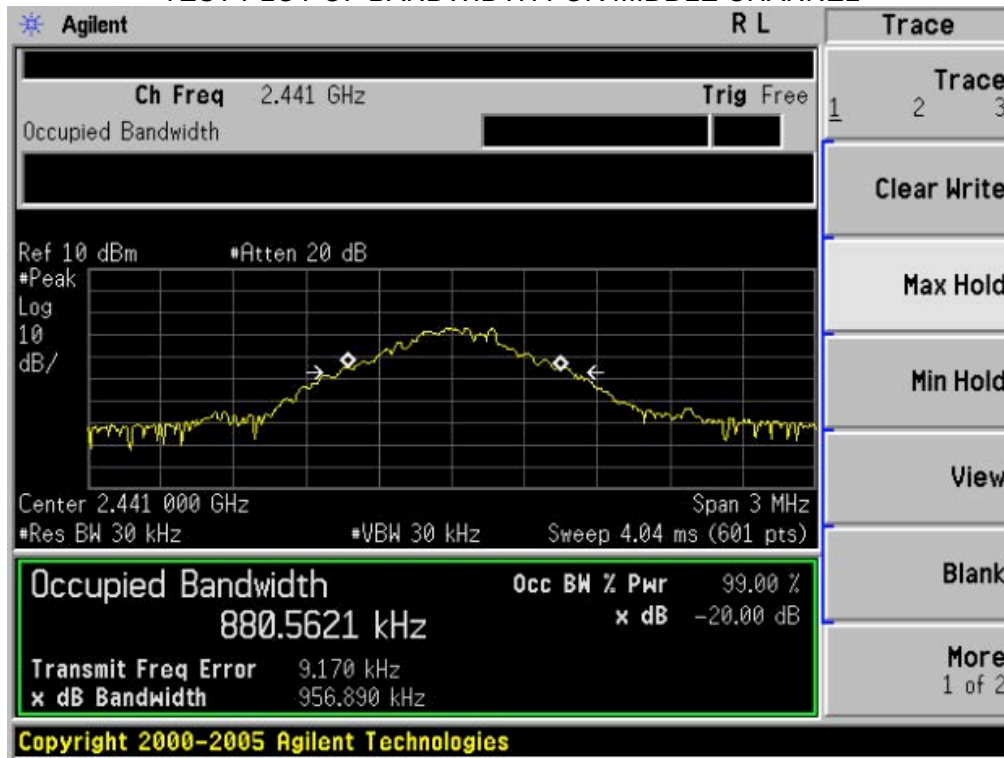 Agilent R L Trace
Ch Freq 2.441 GHz Trig Free
Occupied Bandwidth
Trace
1 2 3
Clear Write
Max Hold
Min Hold
View
Blank
More
1 of 2
Ref 10 dBm #Atten 20 dB
#Peak
Log
10
dB/
Center 2.441 000 GHz Span 3 MHz
#Res BW 30 kHz #VBW 30 kHz Sweep 4.04 ms (601 pts)
Occupied Bandwidth Occ BW % Pwr 99.00 %
880.5621 kHz x dB -20.00 dB
Transmit Freq Error 9.170 kHz
x dB Bandwidth 956.890 kHz
Copyright 2000-2005 Agilent Technologies